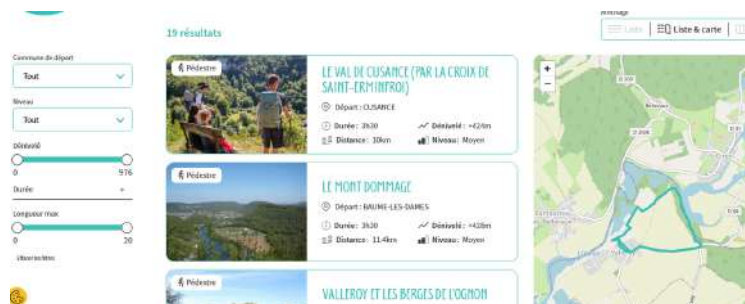 19 résultats
Liste
Liste & carte
Commune de départ
Tout
Niveau
Tout
Dénivelé
0
976
Durée
+
Longueur max
0
20
Pédestre
LE VAL DE CUSANCE (PAR LA CROIX DE
SAINT-ERMINFROI)
Départ : CUSANCE
Durée : 3h30
Dénivelé : +424m
Distance : 10km
Niveau : Moyen
Pédestre
LE MONT DOMMAGE
Départ : BAUME-LES-DAMES
Durée : 3h20
Distance : 11.4km
Niveau : Moyen
Pédestre
VALLEROY ET LES BERGES DE L'OGNON
+
−